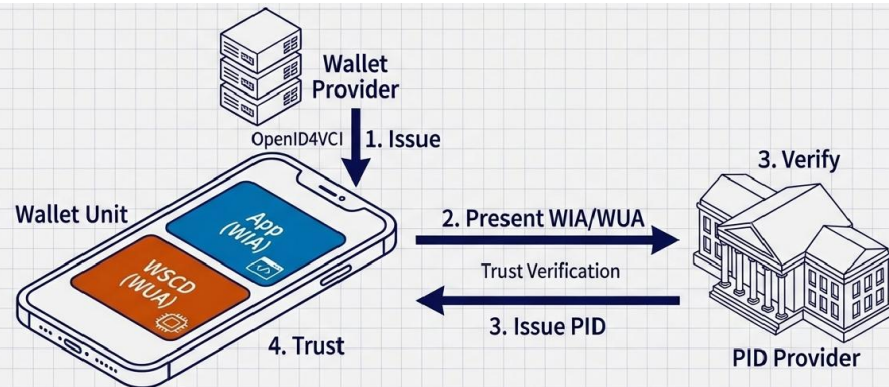 Wallet
Provider
OpenID4VCI
1. Issue
3. Verify
Wallet Unit
App
(WIA)
2. Present WIA/WUA
WSCD
(WUA)
Trust Verification
3. Issue PID
4. Trust
PID Provider